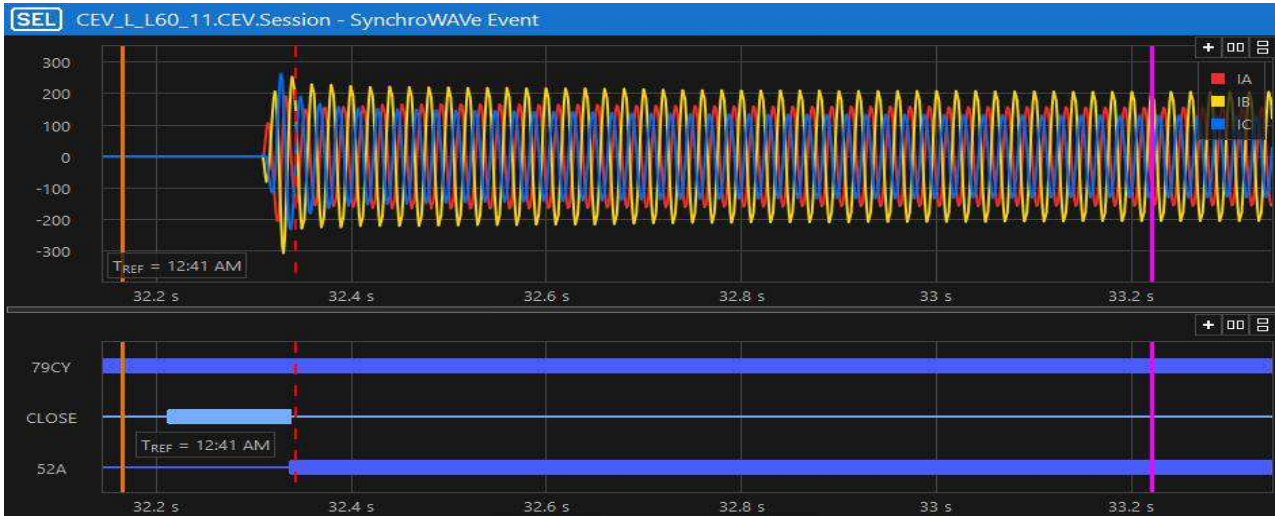 SEL CEV_L_L60_11.CEV.Session - SynchroWAVe Event
300
200
100
0
-100
-200
-300
IA
IB
IC
TREF = 12:41 AM
32.2 s 32.4 s 32.6 s 32.8 s 33 s 33.2 s
79CY
CLOSE
TREF = 12:41 AM
52A
32.2 s 32.4 s 32.6 s 32.8 s 33 s 33.2 s